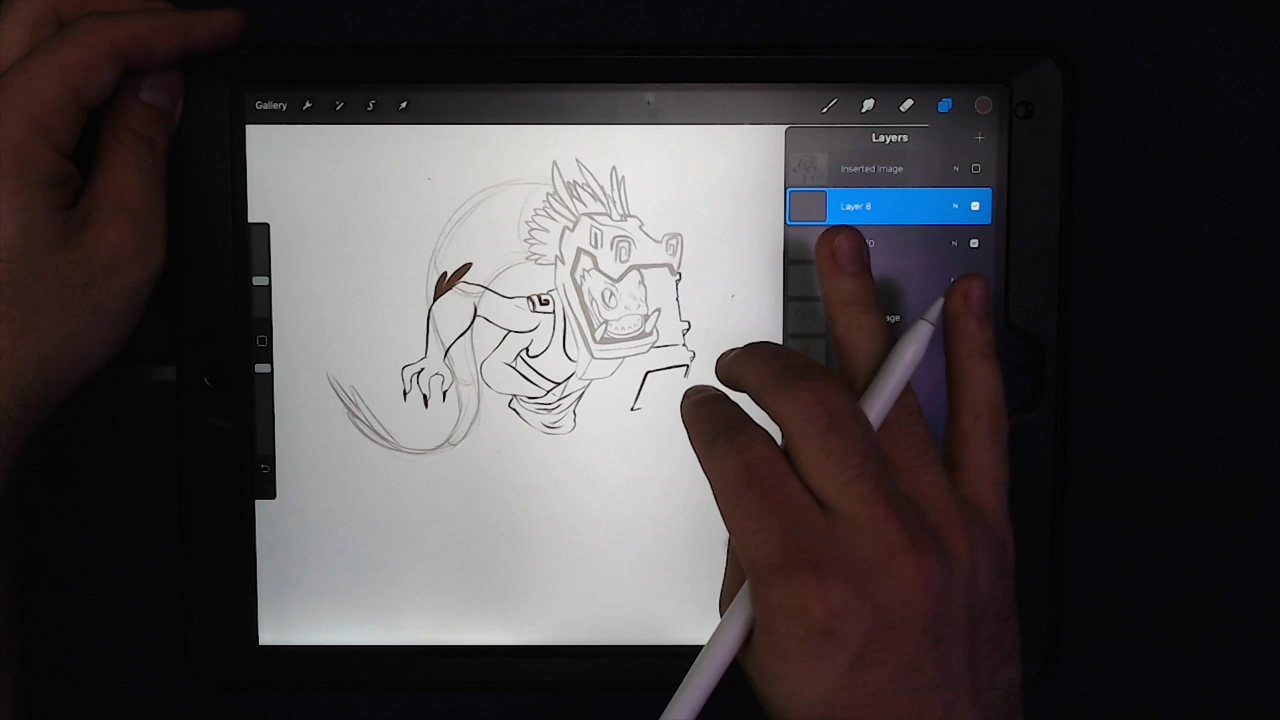 Gallery
Layers
Inserted Image N
Layer 8 N
N